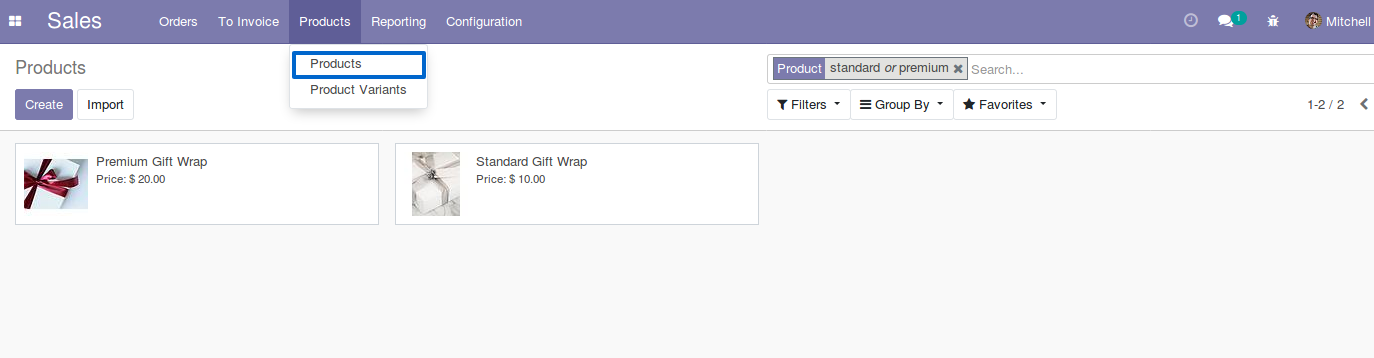 Sales Orders To Invoice Products Reporting Configuration 1 Mitchell
Products
Product Variants
Products
Product standard or premium Search...
Create Import
Filters Group By Favorites 1-2 / 2
Premium Gift Wrap
Price: $ 20.00
Standard Gift Wrap
Price: $ 10.00